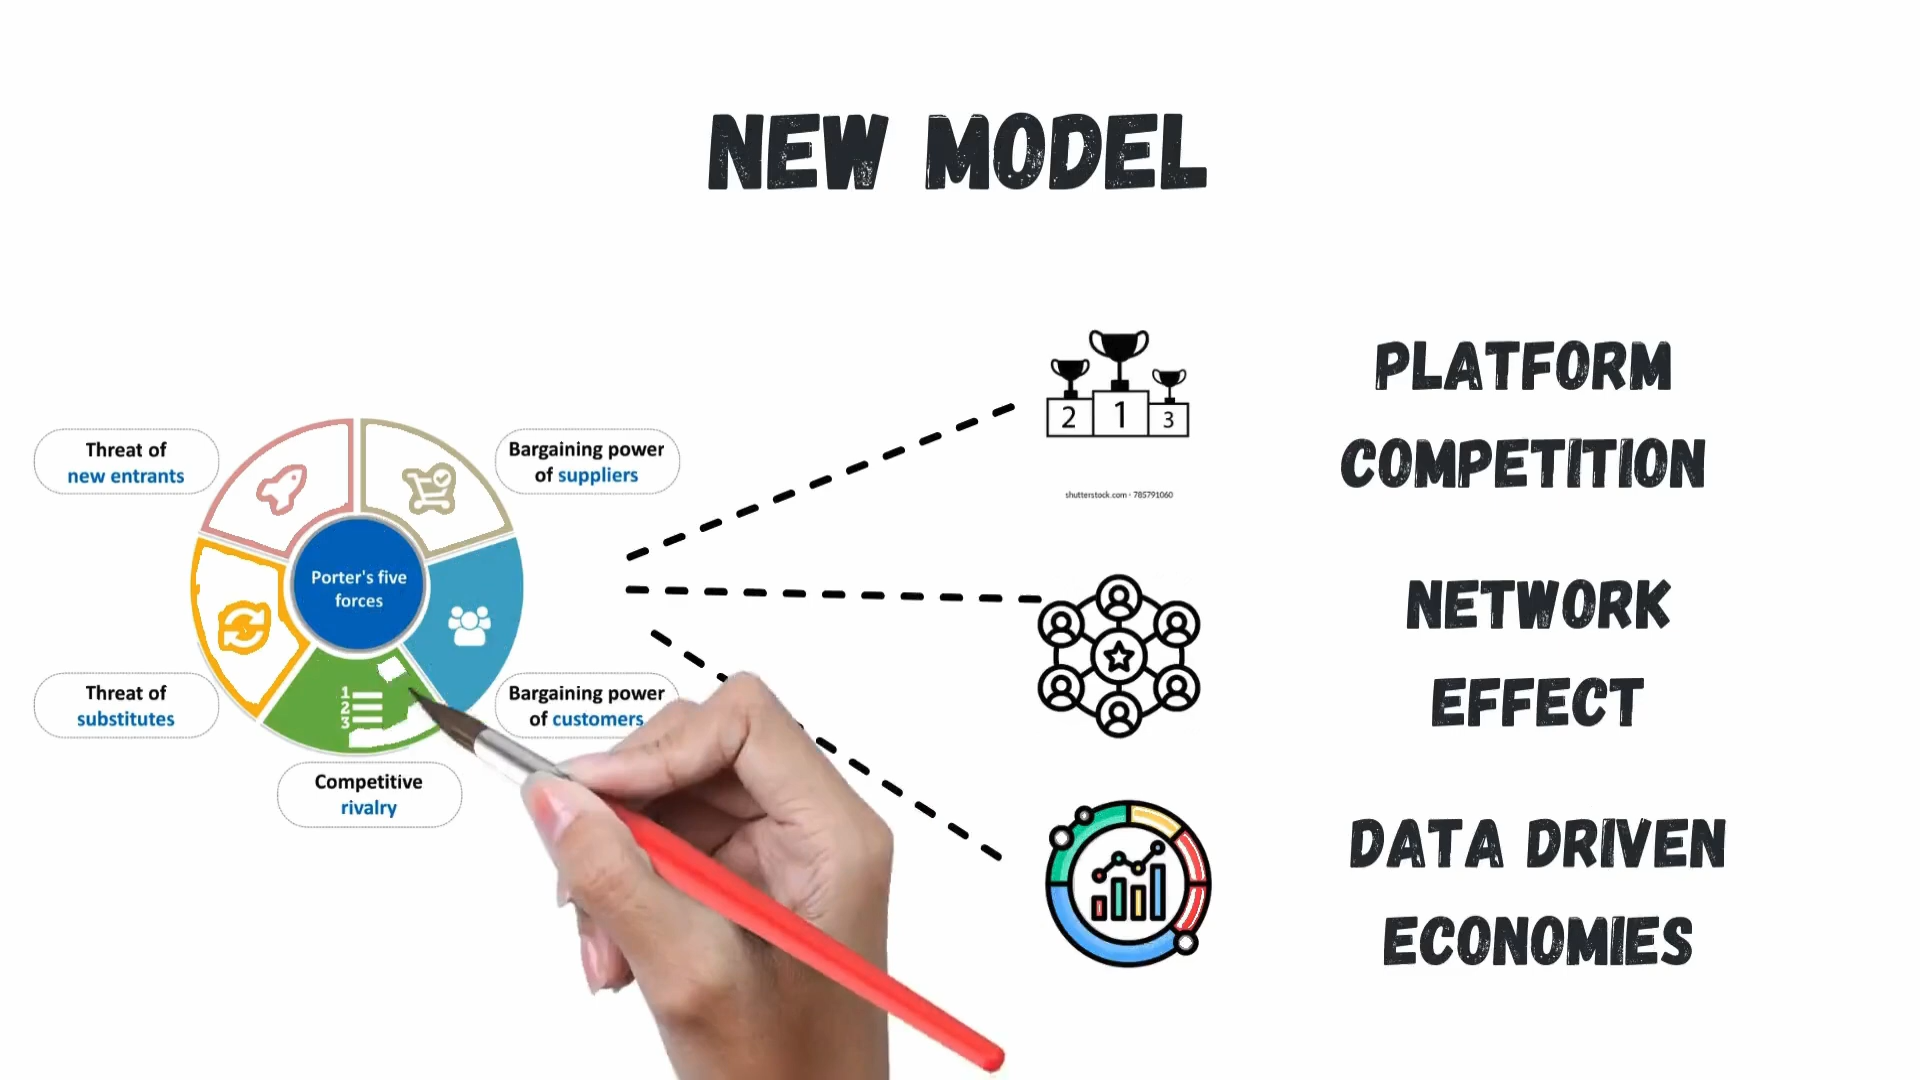 NEW MODEL
Threat of
new entrants
Bargaining power
of suppliers
Porter's five
forces
Threat of
substitutes
Bargaining power
of customers
1
2
3
Competitive
rivalry
2
1
3
shutterstock.com · 785791060
PLATFORM
COMPETITION
NETWORK
EFFECT
DATA DRIVEN
ECONOMIES